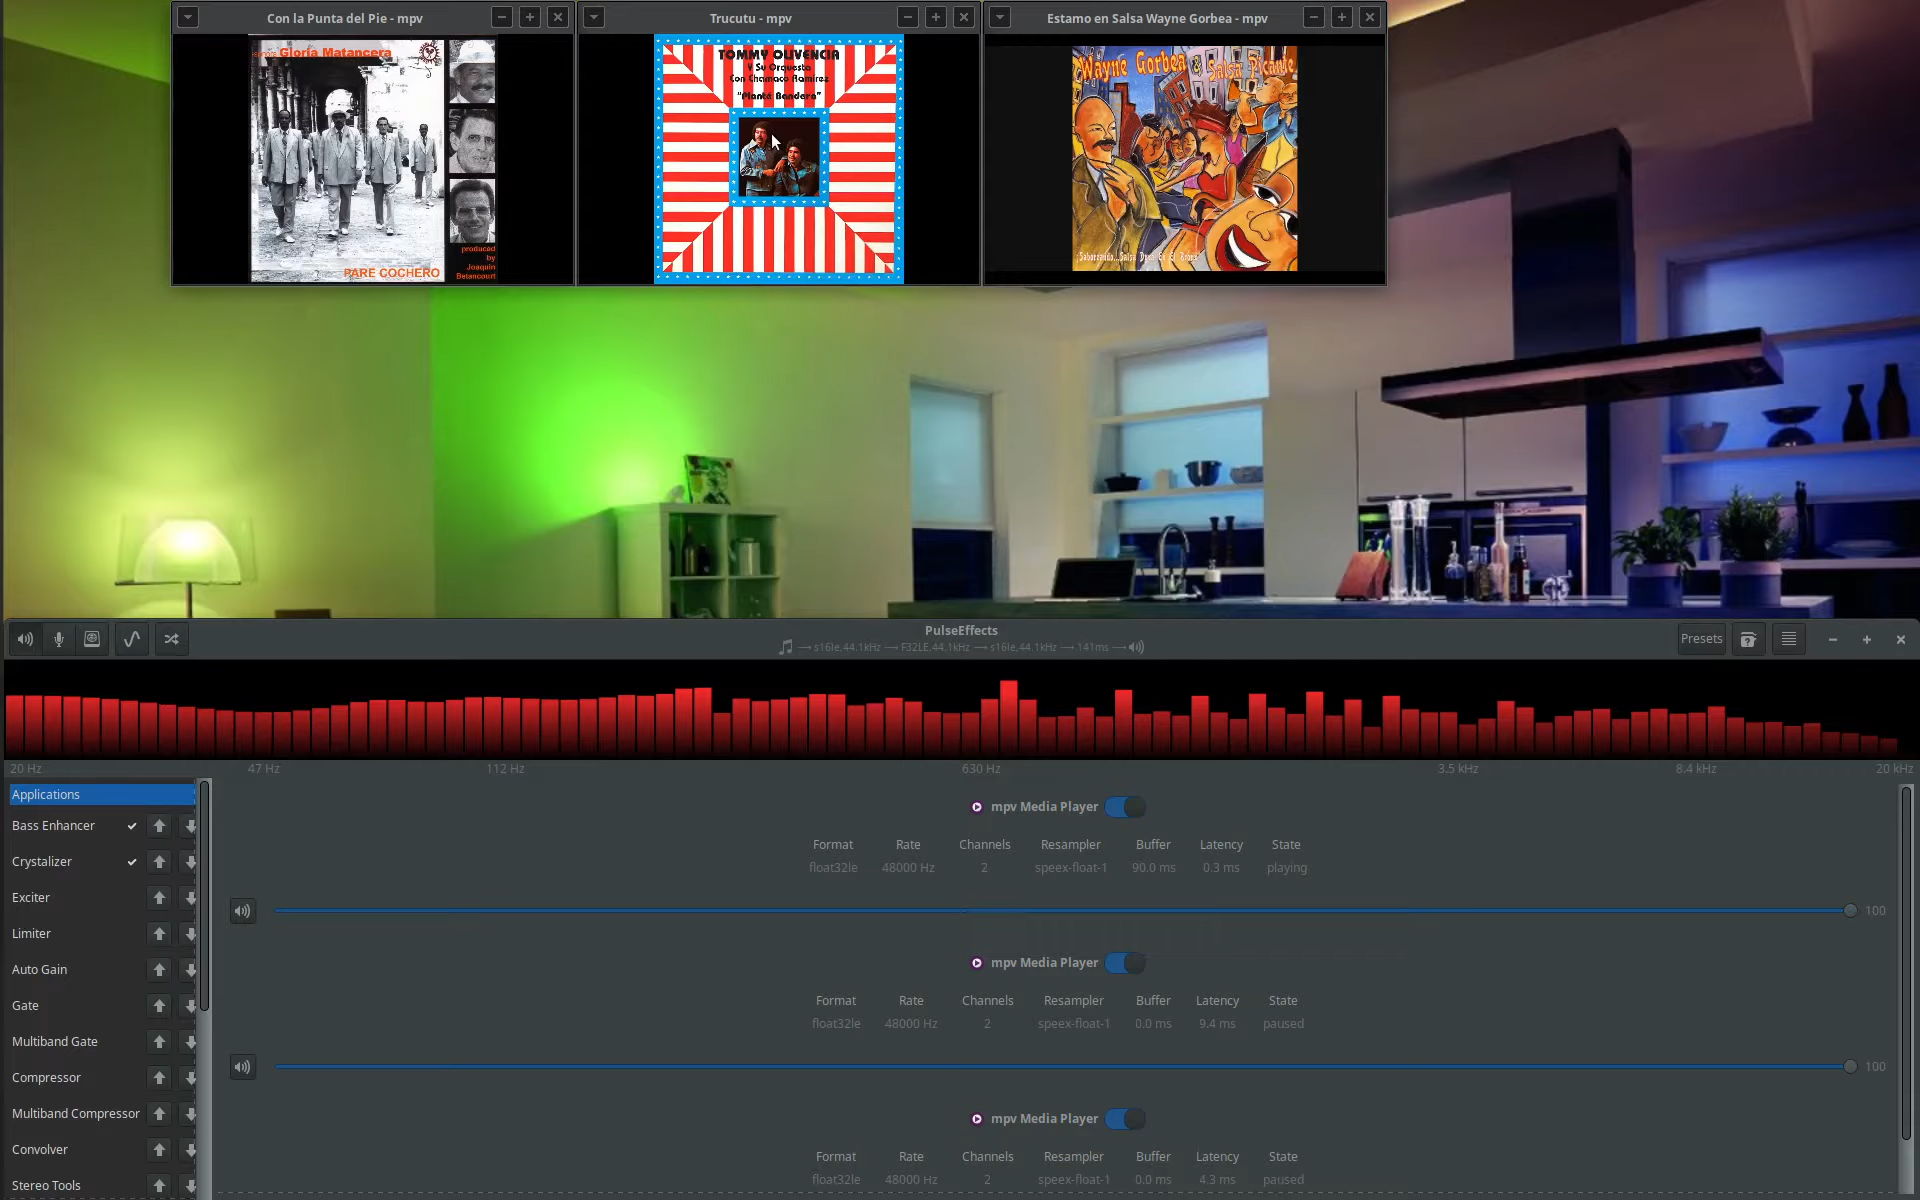 Con la Punta del Pie - mpv
Gloria Matancera
produced
by
Joaquin
Betancourt
PARE COCHERO
Trucutu - mpv
TOMMY OLIVENCIA
Y Su Orquesta
Con Chamaco Ramirez
"Planté Bandera"
Estamo en Salsa Wayne Gorbea - mpv
Wayne Gorbea & Salsa Picante
PulseEffects
s16le,44.1kHz F32LE,44.1kHz s16le,44.1kHz 141ms
Presets
20 Hz 47 Hz 112 Hz 630 Hz 3.5 kHz 8.4 kHz 20 kHz
Applications
Bass Enhancer
Crystalizer
Exciter
Limiter
Auto Gain
Gate
Multiband Gate
Compressor
Multiband Compressor
Convolver
Stereo Tools
mpv Media Player
Format Rate Channels Resampler Buffer Latency State
float32le 48000 Hz 2 speex-float-1 90.0 ms 0.3 ms playing
100
mpv Media Player
Format Rate Channels Resampler Buffer Latency State
float32le 48000 Hz 2 speex-float-1 0.0 ms 9.4 ms paused
100
mpv Media Player
Format Rate Channels Resampler Buffer Latency State
float32le 48000 Hz 2 speex-float-1 0.0 ms 4.3 ms paused